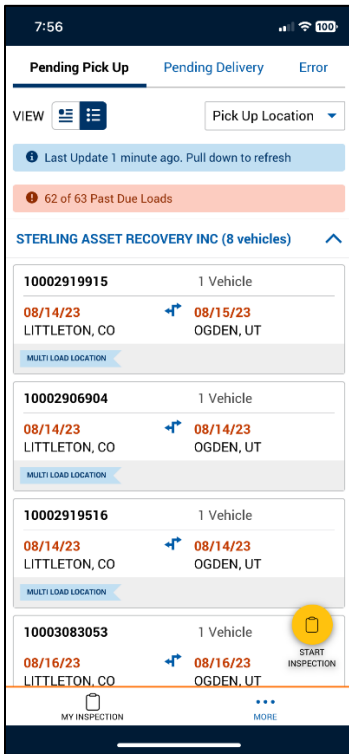 7:56
100
Pending Pick Up Pending Delivery Error
VIEW Pick Up Location
Last Update 1 minute ago. Pull down to refresh
62 of 63 Past Due Loads
STERLING ASSET RECOVERY INC (8 vehicles)
10002919915 1 Vehicle
08/14/23 08/15/23
LITTLETON, CO OGDEN, UT
MULTI LOAD LOCATION
10002906904 1 Vehicle
08/14/23 08/14/23
LITTLETON, CO OGDEN, UT
MULTI LOAD LOCATION
10002919516 1 Vehicle
08/14/23 08/14/23
LITTLETON, CO OGDEN, UT
MULTI LOAD LOCATION
10003083053 1 Vehicle
08/16/23 08/16/23
LITTLETON, CO OGDEN, UT
START
INSPECTION
MY INSPECTION MORE